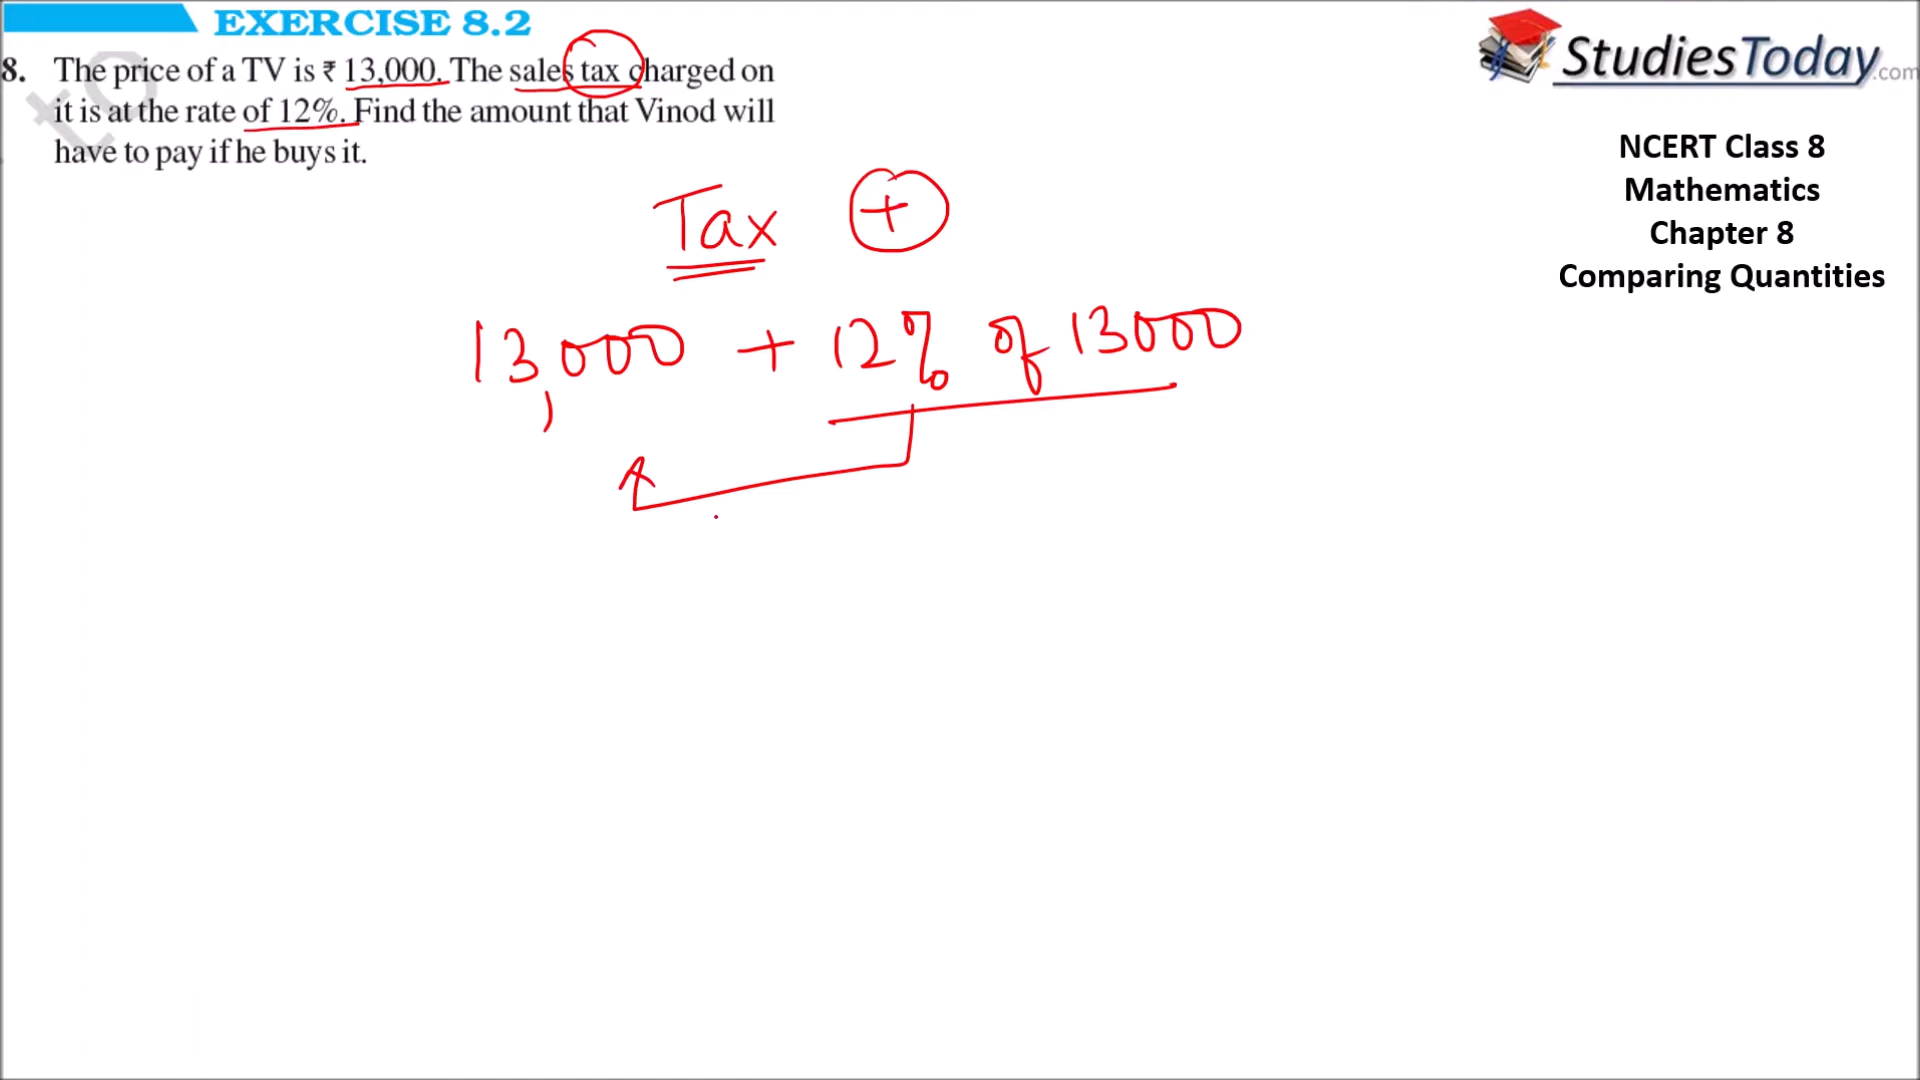 EXERCISE 8.2
8. The price of a TV is ₹ 13,000. The sales tax charged on
it is at the rate of 12%. Find the amount that Vinod will
have to pay if he buys it.
to
StudiesToday.com
NCERT Class 8
Mathematics
Chapter 8
Comparing Quantities
Tax +
13,000 + 12% of 13000